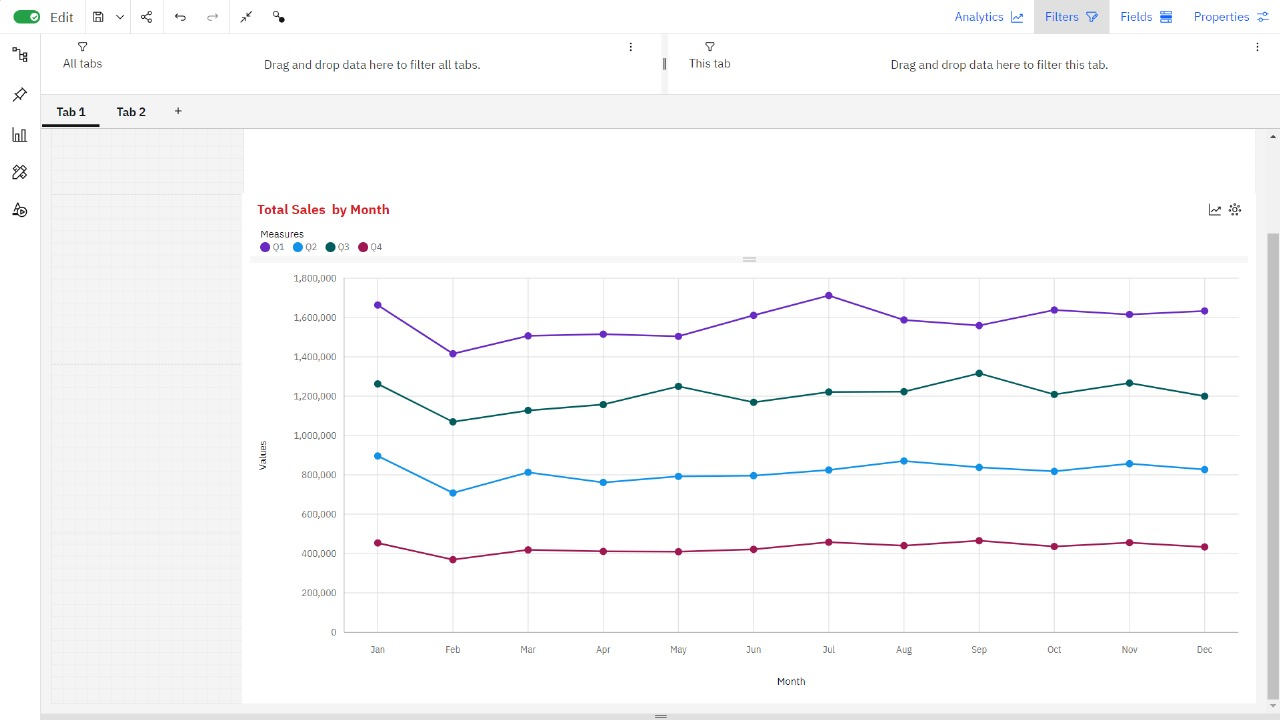 Edit
Analytics
Filters
Fields
Properties
All tabs
Drag and drop data here to filter all tabs.
This tab
Drag and drop data here to filter this tab.
Tab 1
Tab 2
+
Total Sales by Month
Measures
Q1 Q2 Q3 Q4
1,800,000
1,600,000
1,400,000
1,200,000
1,000,000
800,000
600,000
400,000
200,000
0
Values
Jan Feb Mar Apr May Jun Jul Aug Sep Oct Nov Dec
Month